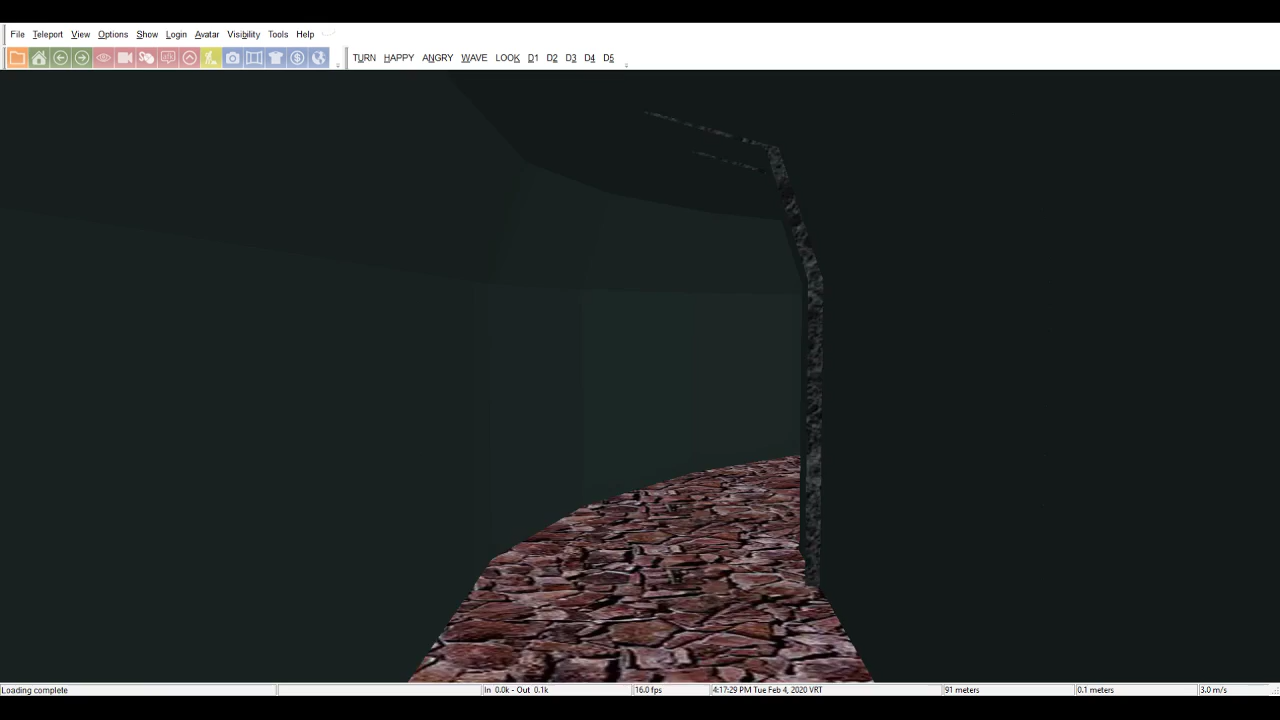 File Teleport View Options Show Login Avatar Visibility Tools Help
TURN HAPPY ANGRY WAVE LOOK D1 D2 D3 D4 D5
Loading complete In 0.0k - Out 0.1k 16.0 fps 4:17:29 PM Tue Feb 4, 2020 VRT 91 meters 0.1 meters 3.0 m/s